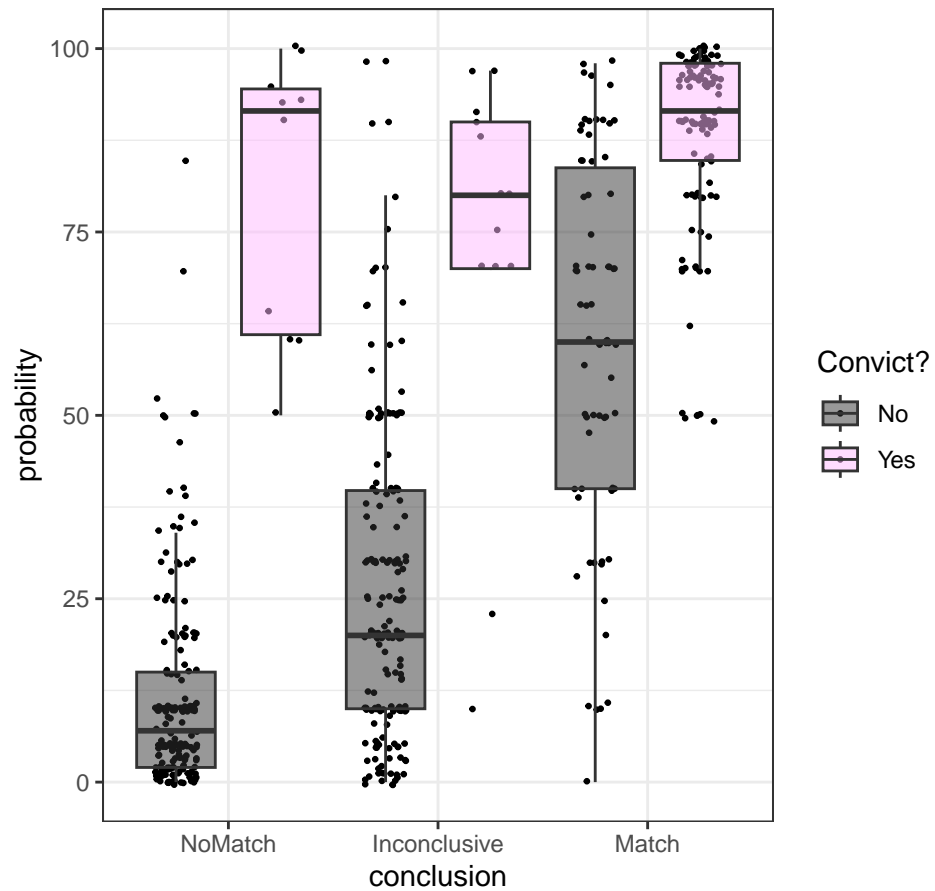 100
75
50
25
0
probability
NoMatch
Inconclusive
Match
conclusion
Convict?
No
Yes